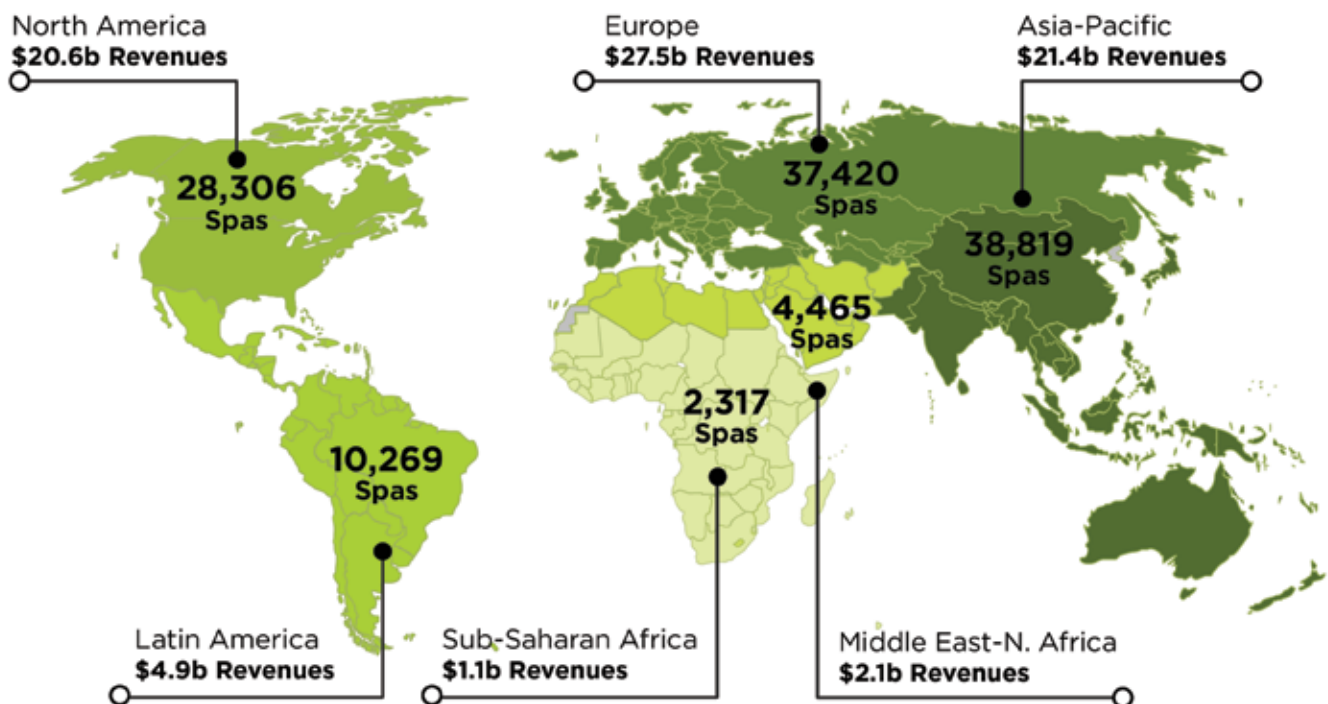 North America
$20.6b Revenues
Europe
$27.5b Revenues
Asia-Pacific
$21.4b Revenues
28,306
Spas
37,420
Spas
38,819
Spas
4,465
Spas
2,317
Spas
10,269
Spas
Latin America
$4.9b Revenues
Sub-Saharan Africa
$1.1b Revenues
Middle East-N. Africa
$2.1b Revenues